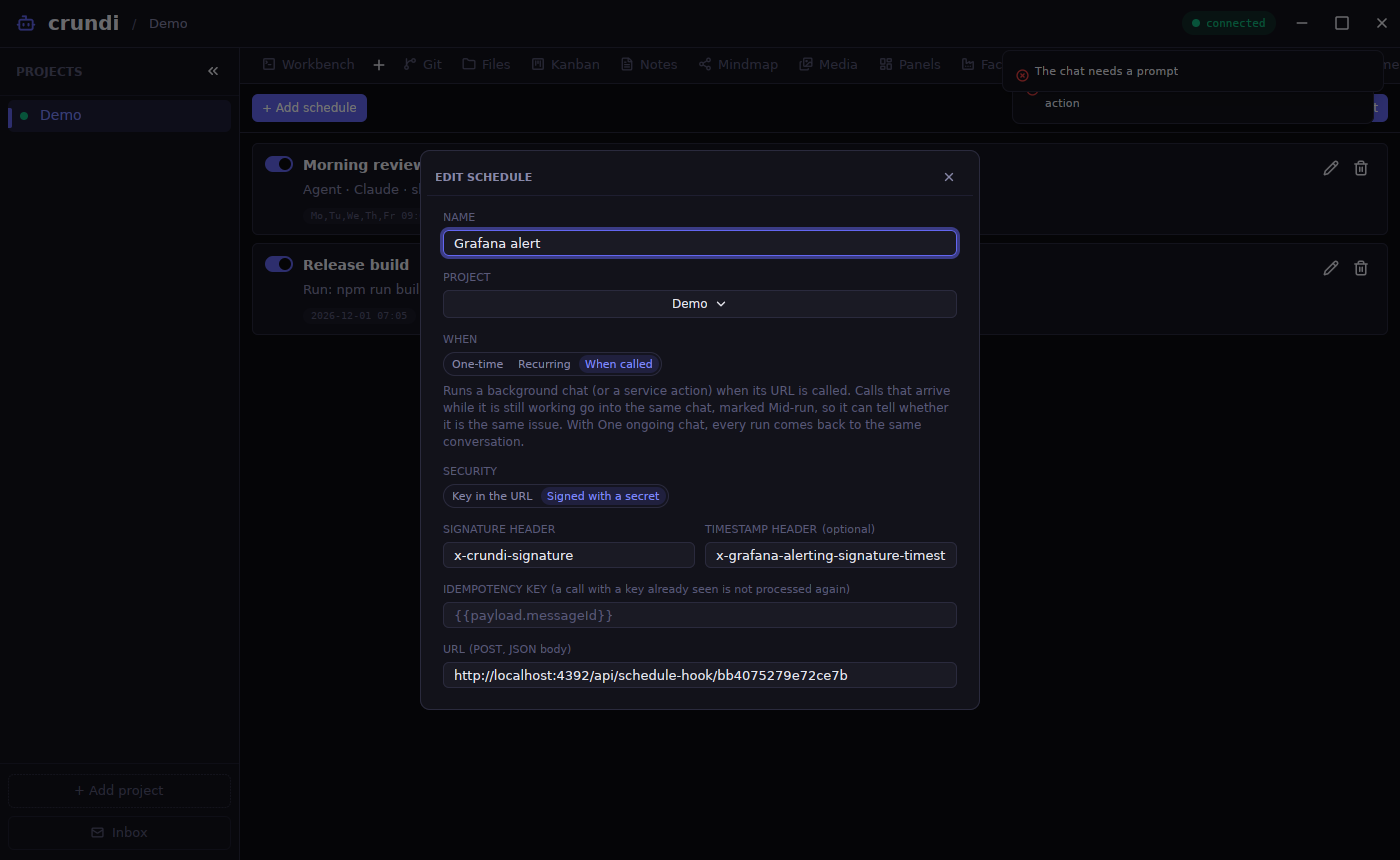 crundi / Demo
connected
PROJECTS
Workbench
Git
Files
Kanban
Notes
Mindmap
Media
Panels
The chat needs a prompt
action
Demo
+ Add schedule
Morning review
Agent · Claude
Mo,Tu,We,Th,Fr
Release build
Run: npm run
2026-12-01 07:05
EDIT SCHEDULE
NAME
Grafana alert
PROJECT
Demo
WHEN
One-time Recurring When called
Runs a background chat (or a service action) when its URL is called. Calls that arrive
while it is still working go into the same chat, marked Mid-run, so it can tell whether
it is the same issue. With One ongoing chat, every run comes back to the same
conversation.
SECURITY
Key in the URL Signed with a secret
SIGNATURE HEADER
TIMESTAMP HEADER (optional)
x-crundi-signature
x-grafana-alerting-signature-timest
IDEMPOTENCY KEY (a call with a key already seen is not processed again)
{{payload.messageId}}
URL (POST, JSON body)
http://localhost:4392/api/schedule-hook/bb4075279e72ce7b
+ Add project
Inbox